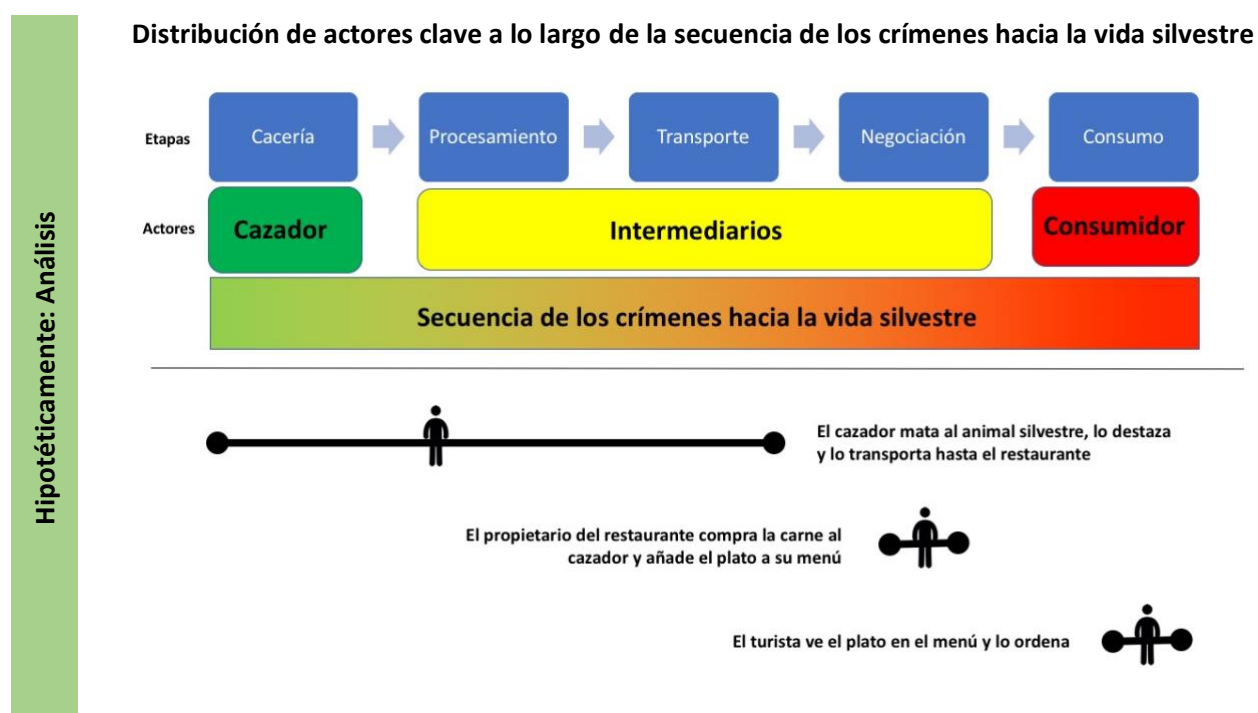 Distribución de actores clave a lo largo de la secuencia de los crímenes hacia la vida silvestre
Hipotéticamente: Análisis
Etapas
Cacería
Procesamiento
Transporte
Negociación
Consumo
Actores
Cazador
Intermediarios
Consumidor
Secuencia de los crímenes hacia la vida silvestre
El cazador mata al animal silvestre, lo destaza
y lo transporta hasta el restaurante
El propietario del restaurante compra la carne al
cazador y añade el plato a su menú
El turista ve el plato en el menú y lo ordena